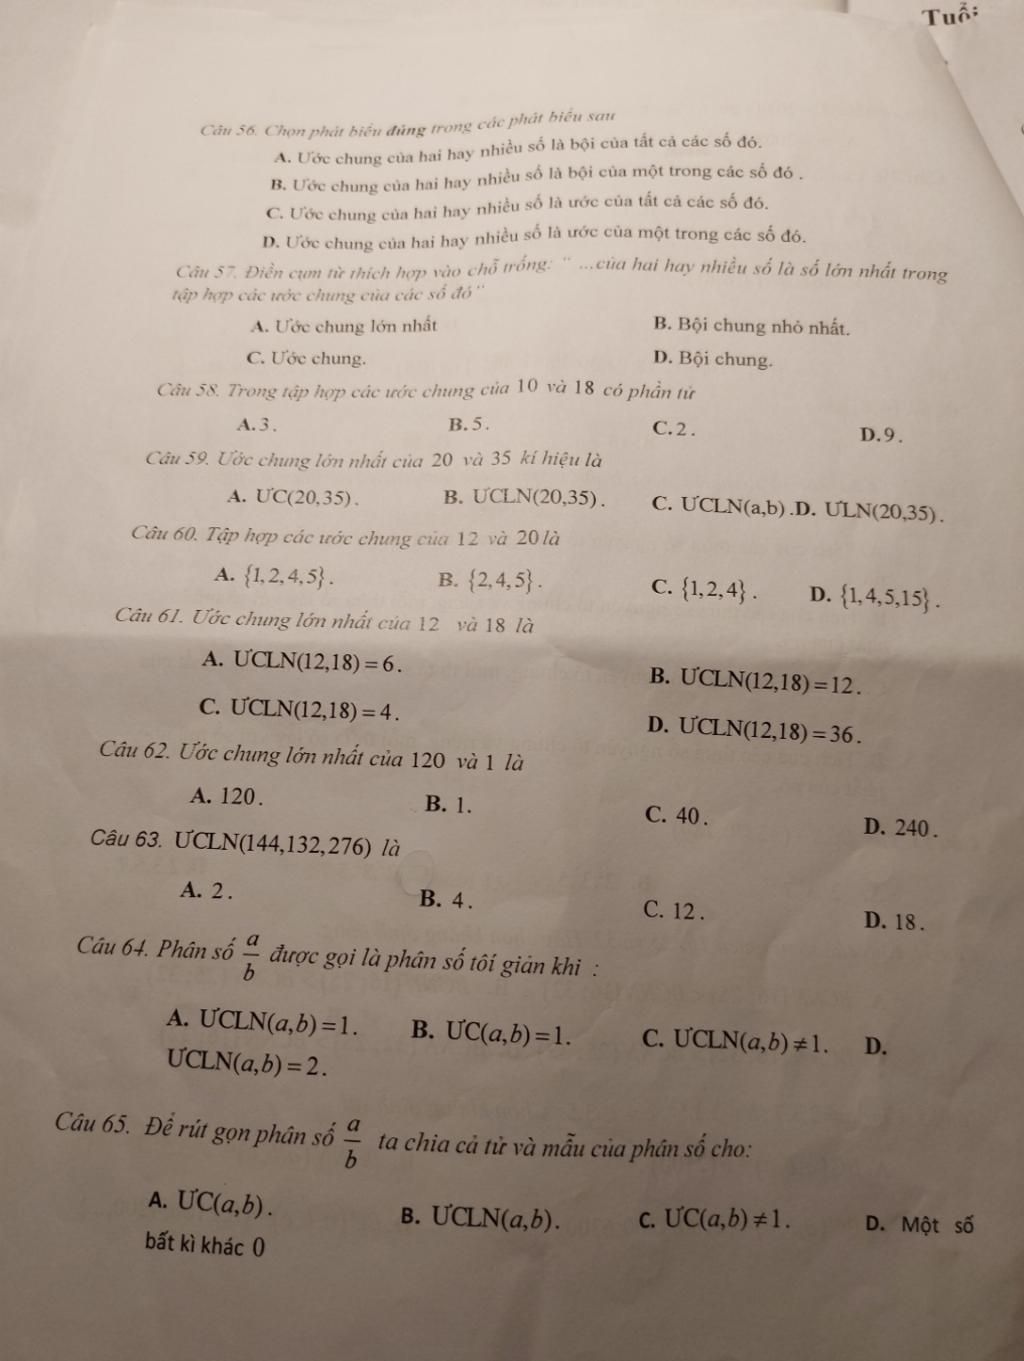 Tuổi
Câu 56. Chọn phát biểu đúng trong các phát biểu sau
A. Ước chung của hai hay nhiều số là bội của tất cả các số đó.
B. Ước chung của hai hay nhiều số là bội của một trong các số đó .
C. Ước chung của hai hay nhiều số là ước của tất cả các số đó.
D. Ước chung của hai hay nhiều số là ước của một trong các số đó.
Câu 57. Điền cụm từ thích hợp vào chỗ trống: “ ...của hai hay nhiều số là số lớn nhất trong
tập hợp các ước chung của các số đó”
A. Ước chung lớn nhất B. Bội chung nhỏ nhất.
C. Ước chung. D. Bội chung.
Câu 58. Trong tập hợp các ước chung của 10 và 18 có phần tử
A. 3 . B. 5 . C. 2 . D. 9 .
Câu 59. Ước chung lớn nhất của 20 và 35 kí hiệu là
A. ƯC(20,35) . B. ƯCLN(20,35) . C. ƯCLN(a,b) .D. ƯLN(20,35) .
Câu 60. Tập hợp các ước chung của 12 và 20 là
A. {1, 2, 4, 5} . B. {2, 4, 5} . C. {1, 2, 4} . D. {1, 4, 5, 15} .
Câu 61. Ước chung lớn nhất của 12 và 18 là
A. ƯCLN(12,18) = 6 . B. ƯCLN(12,18) = 12 .
C. ƯCLN(12,18) = 4 . D. ƯCLN(12,18) = 36 .
Câu 62. Ước chung lớn nhất của 120 và 1 là
A. 120 . B. 1. C. 40 . D. 240 .
Câu 63. ƯCLN(144,132,276) là
A. 2 . B. 4 . C. 12 . D. 18 .
Câu 64. Phân số a/b được gọi là phân số tối giản khi :
A. ƯCLN(a,b) = 1. B. ƯC(a,b) = 1. C. ƯCLN(a,b) ≠ 1. D.
ƯCLN(a,b) = 2 .
Câu 65. Để rút gọn phân số a/b ta chia cả tử và mẫu của phân số cho:
A. ƯC(a,b) . B. ƯCLN(a,b). C. ƯC(a,b) ≠ 1 . D. Một số
bất kì khác 0